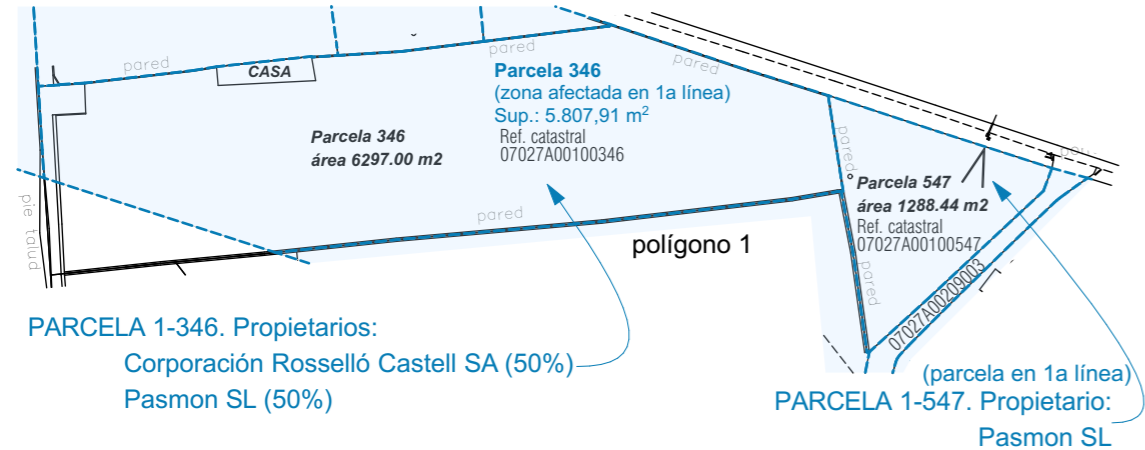 pared
pared
pared
CASA
Parcela 346
(zona afectada en 1a línea)
Sup.: 5.807,91 m²
Ref. catastral
07027A00100346
Parcela 346
área 6297.00 m2
pared
Parcela 547
área 1288.44 m2
Ref. catastral
07027A00100547
pie talud
pared
polígono 1
pared
07027A00209003
PARCELA 1-346. Propietarios:
Corporación Rosselló Castell SA (50%)
Pasmon SL (50%)
(parcela en 1a línea)
PARCELA 1-547. Propietario:
Pasmon SL